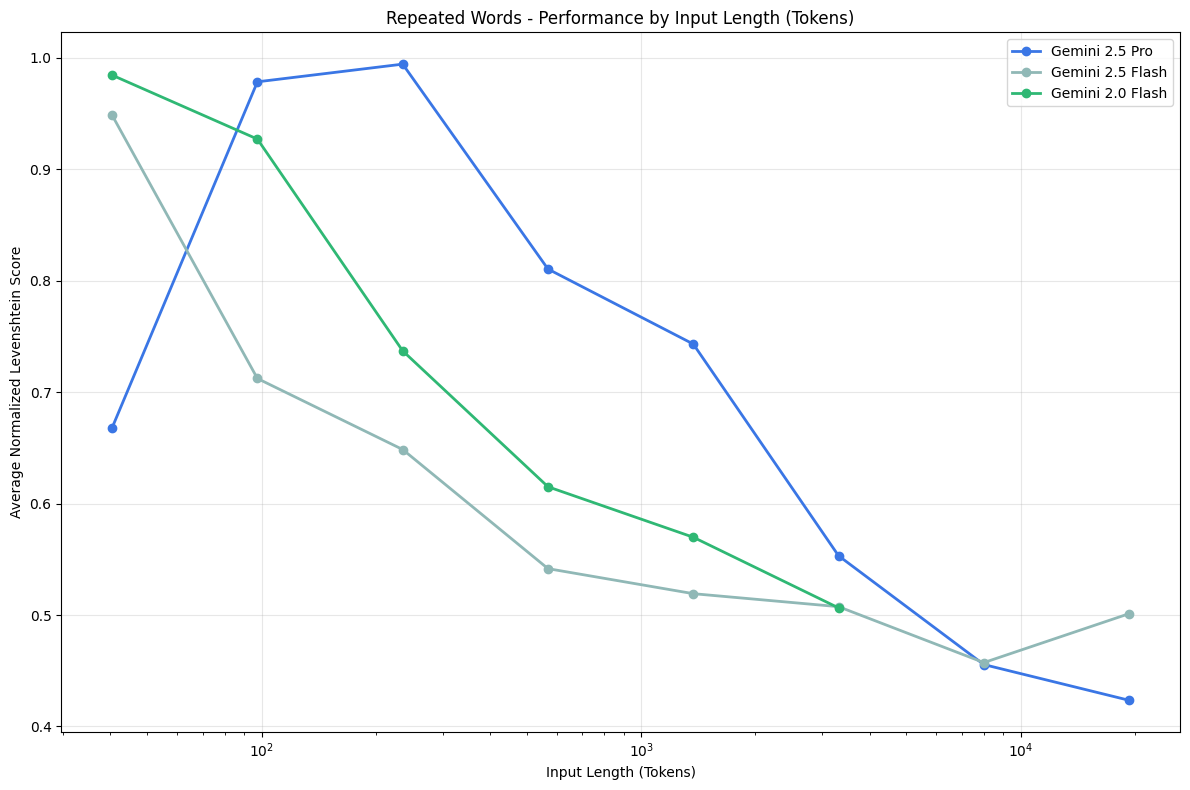 Repeated Words - Performance by Input Length (Tokens)
Gemini 2.5 Pro
Gemini 2.5 Flash
Gemini 2.0 Flash
Average Normalized Levenshtein Score
1.0
0.9
0.8
0.7
0.6
0.5
0.4
10²
10³
10⁴
Input Length (Tokens)